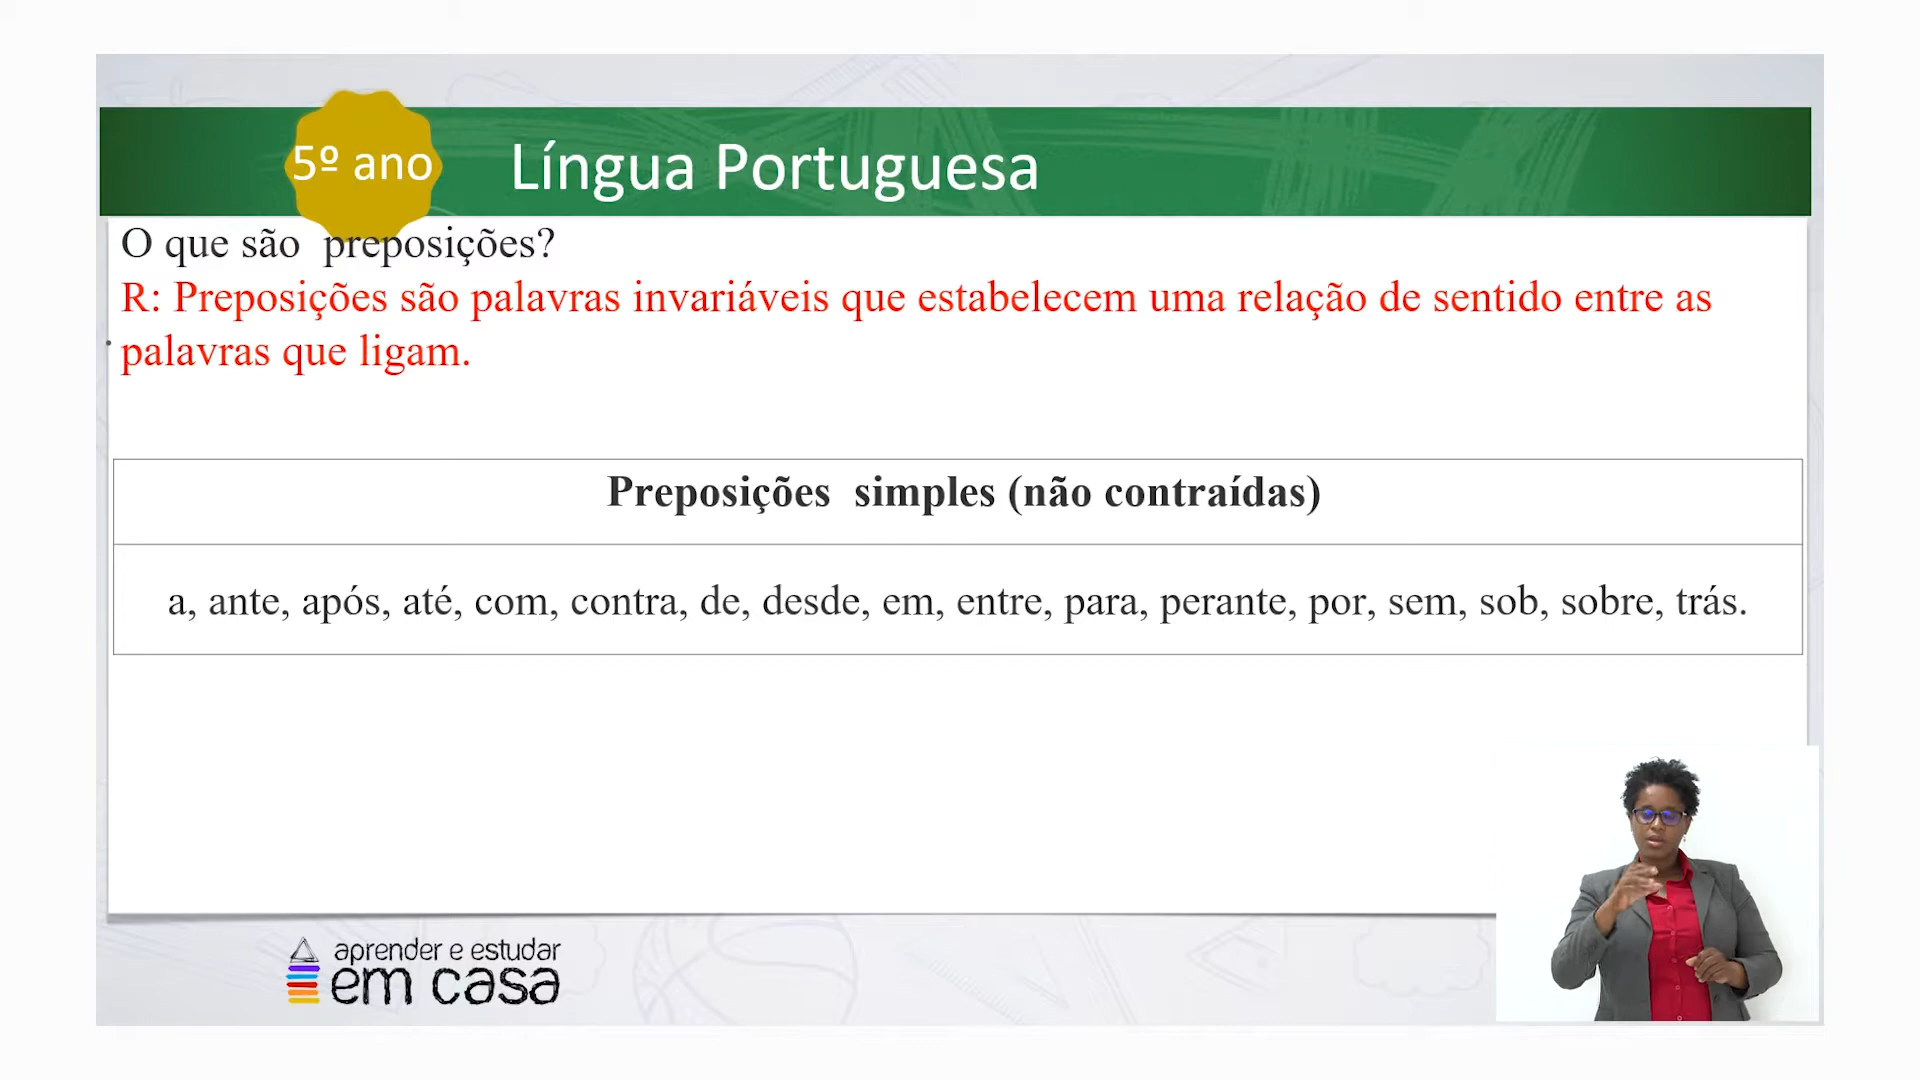 5º ano
Língua Portuguesa
O que são preposições?
R: Preposições são palavras invariáveis que estabelecem uma relação de sentido entre as
palavras que ligam.
Preposições simples (não contraídas)
a, ante, após, até, com, contra, de, desde, em, entre, para, perante, por, sem, sob, sobre, trás.
aprender e estudar
em casa